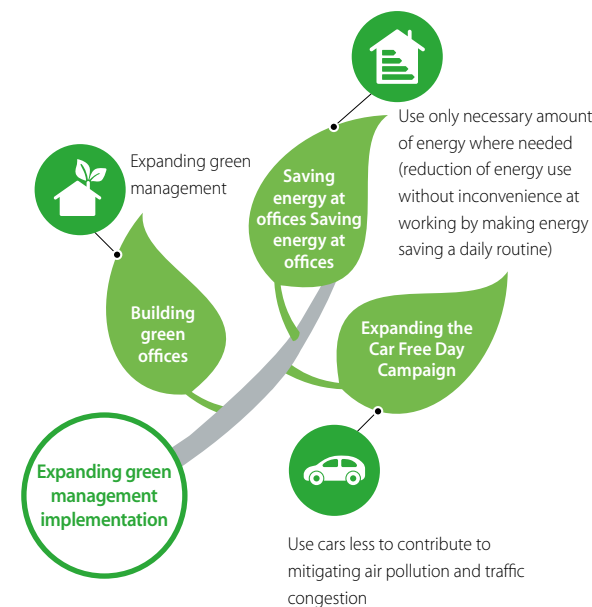 Use only necessary amount
of energy where needed
(reduction of energy use
without inconvenience at
working by making energy
saving a daily routine)
Expanding green
management
Saving
energy at
offices Saving
energy at
offices
Building
green
offices
Expanding the
Car Free Day
Campaign
Expanding green
management
implementation
Use cars less to contribute to
mitigating air pollution and traffic
congestion